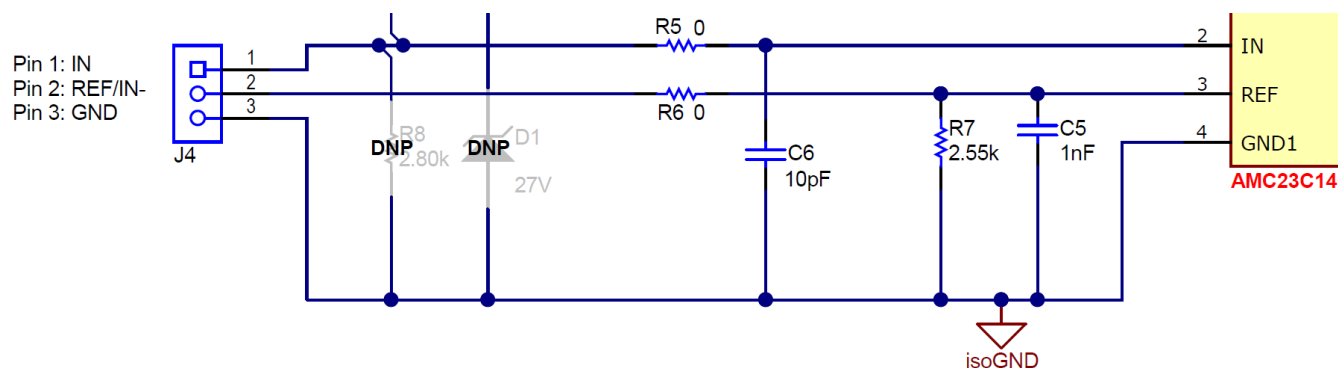 R5 0
2
IN
Pin 1: IN
1
Pin 2: REF/IN-
2
3
REF
Pin 3: GND
3
R6 0
R8
DNP
2.80k
D1
DNP
27V
R7
2.55k
C5
1nF
4
GND1
J4
C6
10pF
AMC23C14
isoGND